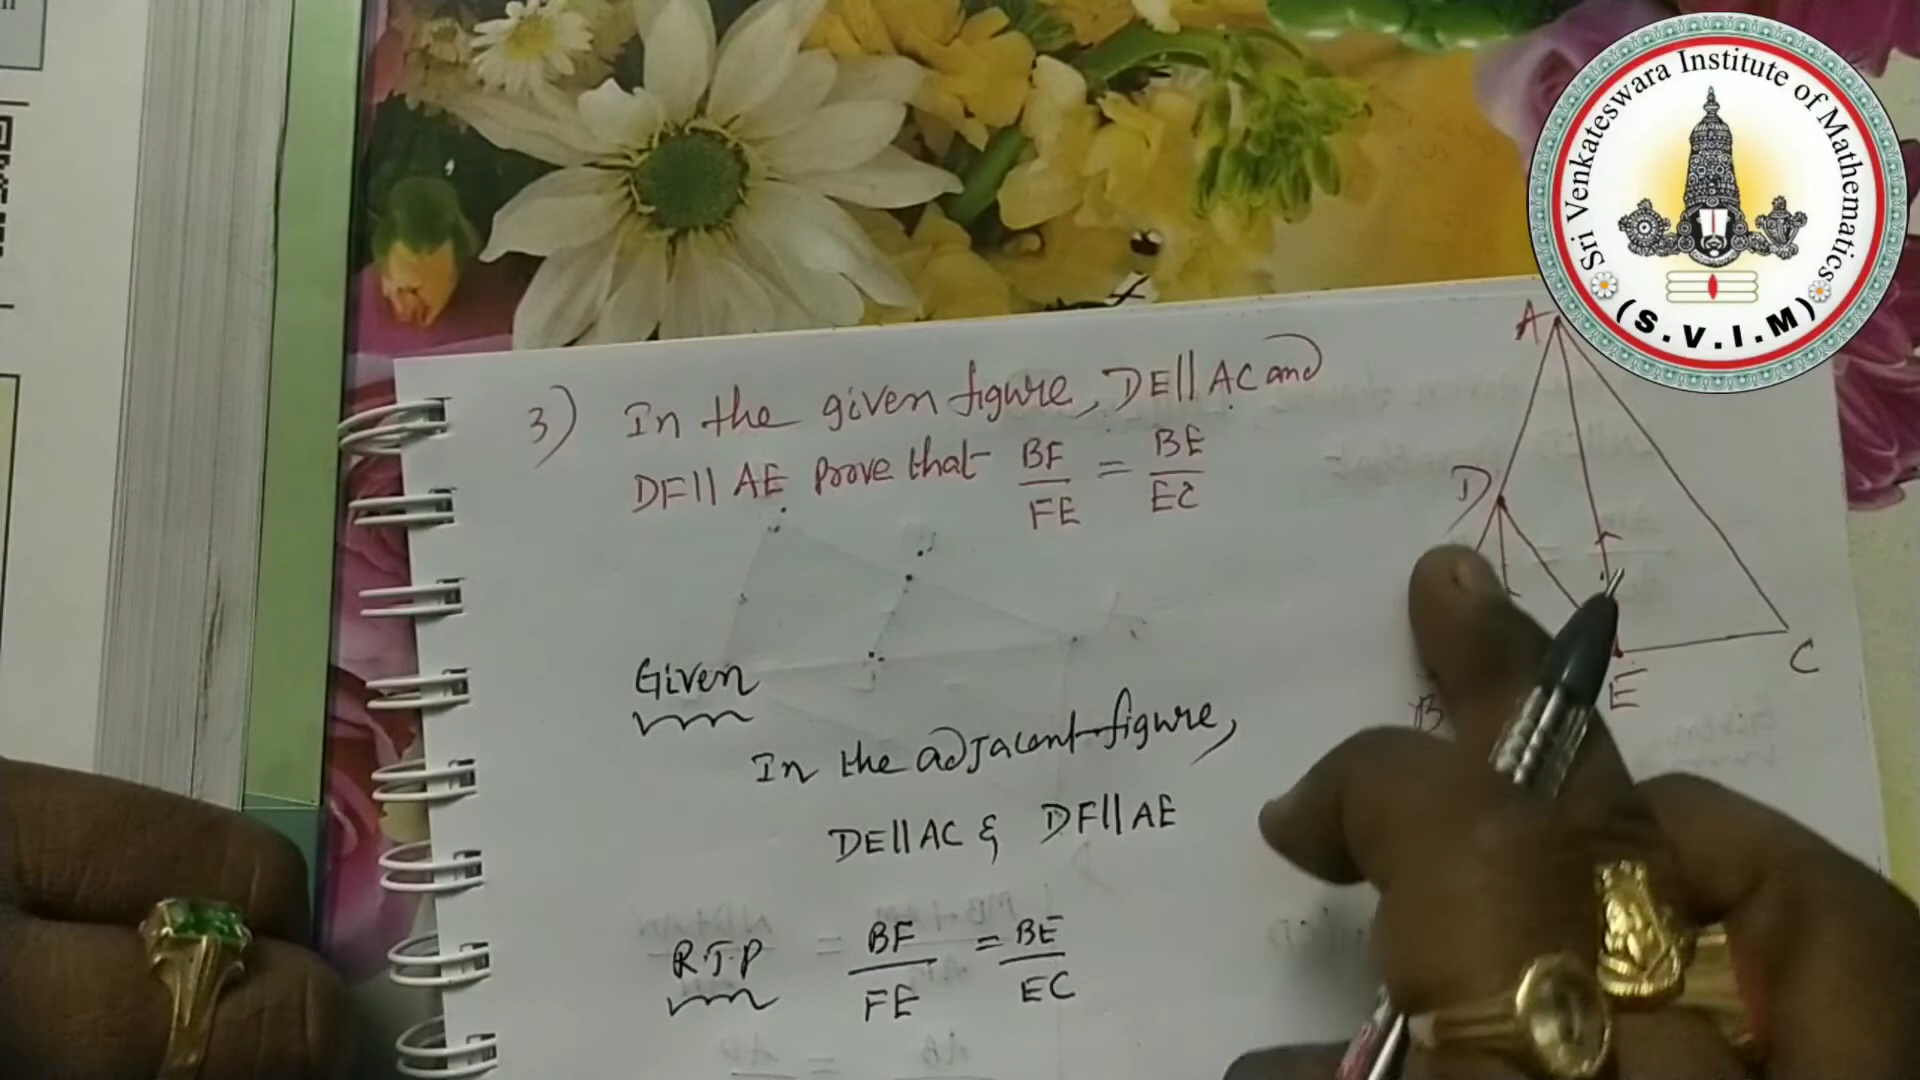 Sri Venkateswara Institute of Mathematics
(S.V.I.M)
3) In the given figure, DE||AC and
DF||AE Prove that BF/FE = BE/EC
A
D
B
E
C
Given
In the adjacent figure,
DE||AC & DF||AE
R.T.P = BF/FE = BE/EC